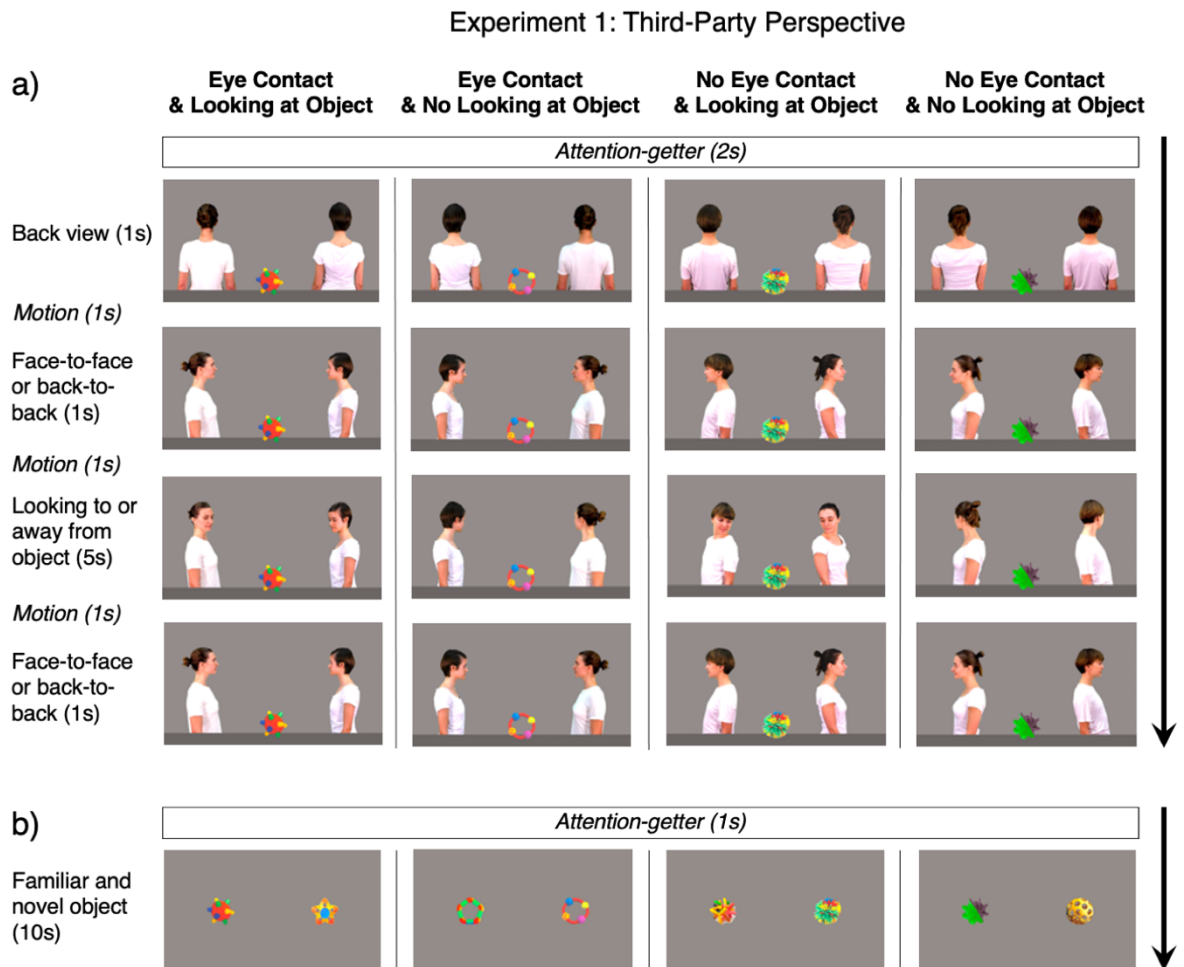 Experiment 1: Third-Party Perspective
a)
Eye Contact
& Looking at Object
Eye Contact
& No Looking at Object
No Eye Contact
& Looking at Object
No Eye Contact
& No Looking at Object
Attention-getter (2s)
Back view (1s)
Motion (1s)
Face-to-face
or back-to-
back (1s)
Motion (1s)
Looking to or
away from
object (5s)
Motion (1s)
Face-to-face
or back-to-
back (1s)
b)
Attention-getter (1s)
Familiar and
novel object
(10s)